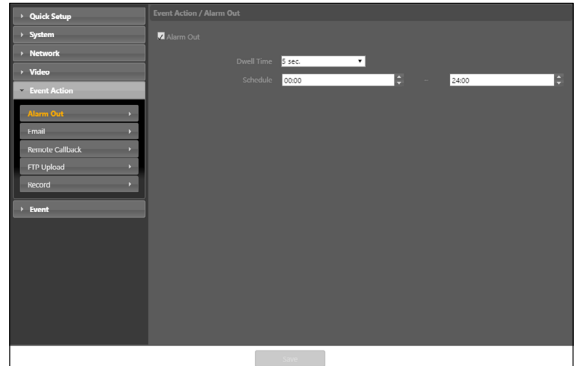 Quick Setup
System
Network
Video
Event Action
Alarm Out
Email
Remote Callback
FTP Upload
Record
Event
Event Action / Alarm Out
Alarm Out
Dwell Time 5 sec.
Schedule 00:00 – 24:00
Save